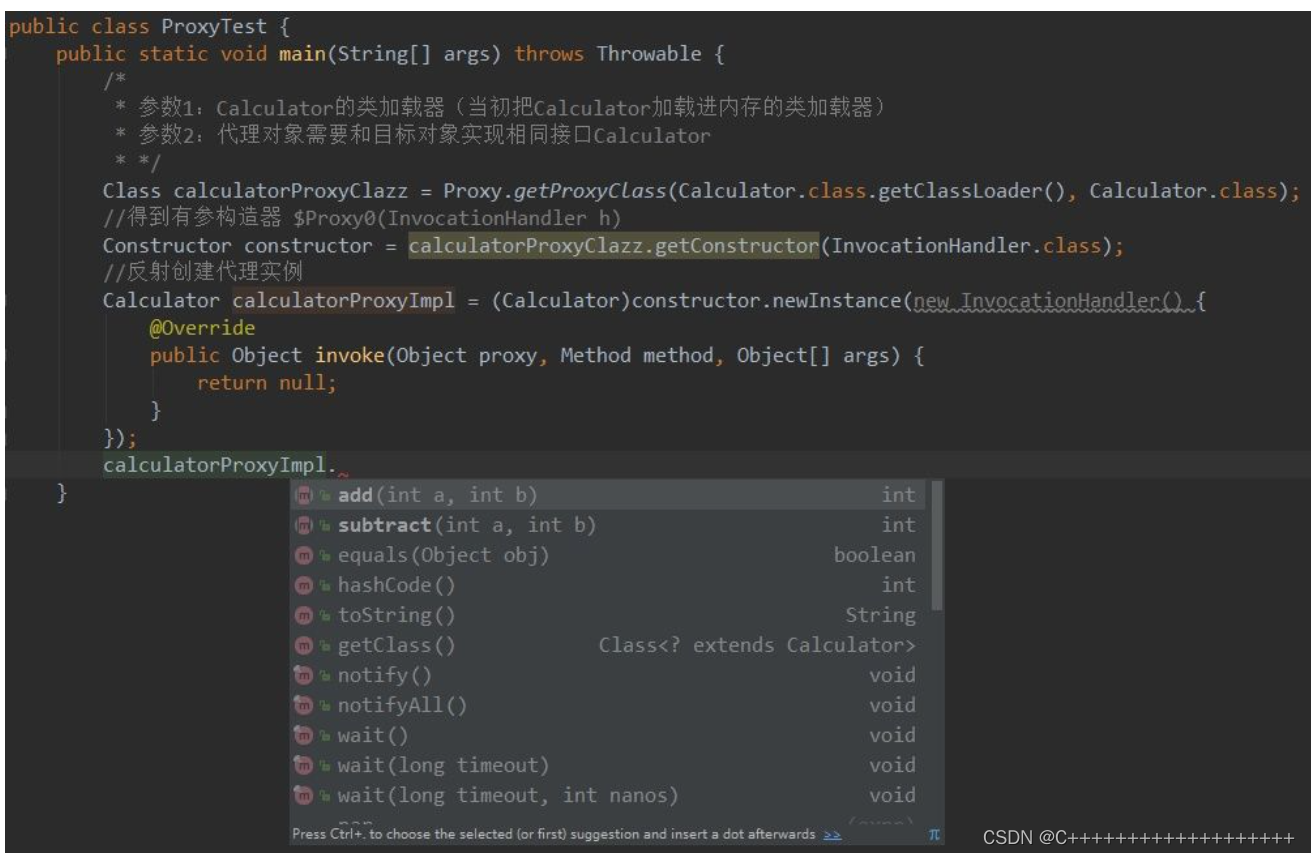 public class ProxyTest {
public static void main(String[] args) throws Throwable {
/*
* 参数1：Calculator的类加载器（当初把Calculator加载进内存的类加载器）
* 参数2：代理对象需要和目标对象实现相同接口Calculator
* */
Class calculatorProxyClazz = Proxy.getProxyClass(Calculator.class.getClassLoader(), Calculator.class);
//得到有参构造器 $Proxy0(InvocationHandler h)
Constructor constructor = calculatorProxyClazz.getConstructor(InvocationHandler.class);
//反射创建代理实例
Calculator calculatorProxyImpl = (Calculator)constructor.newInstance(new InvocationHandler() {
@Override
public Object invoke(Object proxy, Method method, Object[] args) {
return null;
}
});
calculatorProxyImpl.
}
add(int a, int b) int
subtract(int a, int b) int
equals(Object obj) boolean
hashCode() int
toString() String
getClass() Class<? extends Calculator>
notify() void
notifyAll() void
wait() void
wait(long timeout) void
wait(long timeout, int nanos) void
Press Ctrl+. to choose the selected (or first) suggestion and insert a dot afterwards >> π
CSDN @C+++++++++++++++++++